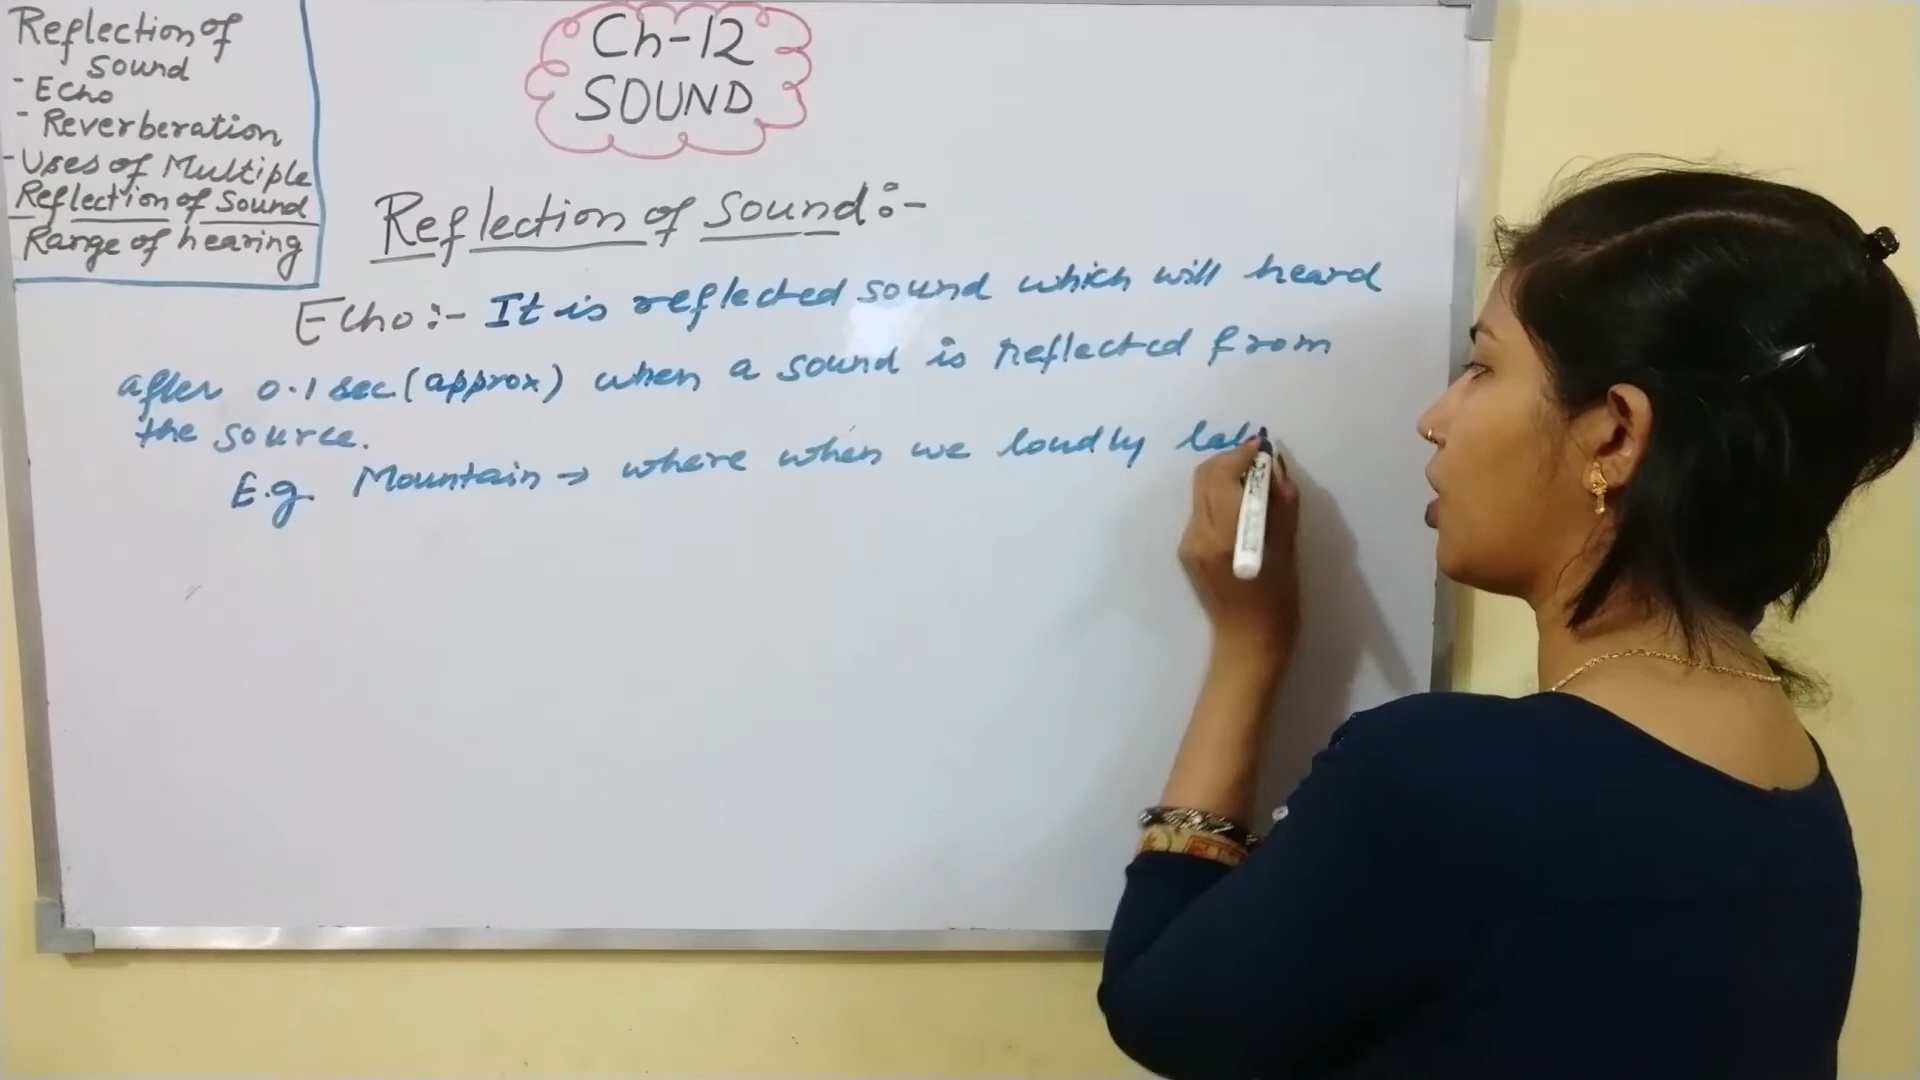 Reflection of
Sound
- Echo
- Reverberation
- Uses of Multiple
Reflection of Sound
Range of hearing
Ch-12
SOUND
Reflection of Sound:-
Echo:- It is reflected sound which will heard
after 0.1 sec (approx) when a sound is reflected from
the source.
E.g. Mountain → where when we loudly